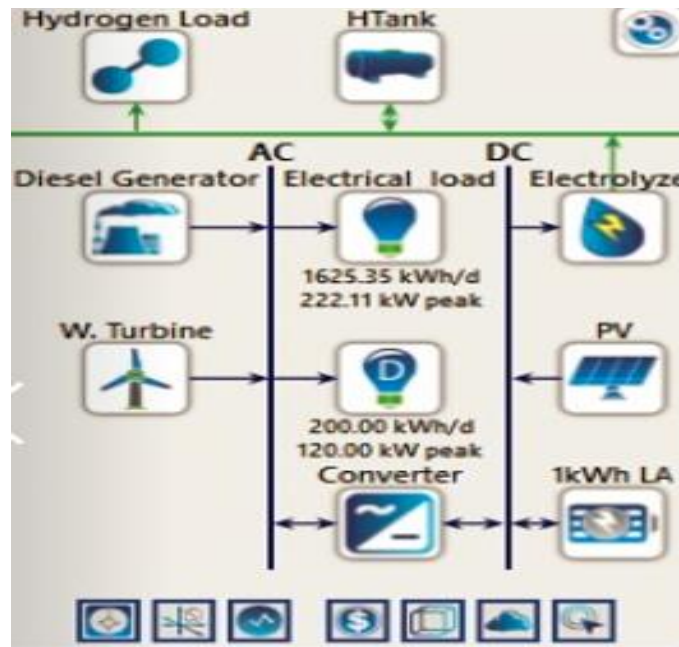 Hydrogen Load HTank
AC DC
Diesel Generator Electrical load Electrolyze
1625.35 kWh/d
222.11 kW peak
W. Turbine PV
D
200.00 kWh/d
120.00 kW peak
Converter 1kWh LA